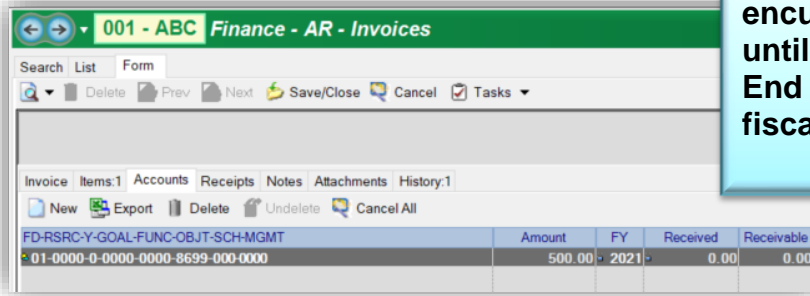 001 - ABC Finance - AR - Invoices
Search List Form
Delete Prev Next Save/Close Cancel Tasks
Invoice Items:1 Accounts Receipts Notes Attachments History:1
New Export Delete Undelete Cancel All
FD-RSRC-Y-GOAL-FUNC-OBJT-SCH-MGMT Amount FY Received Receivable
01-0000-0-0000-0000-8699-000-0000 500.00 2021 0.00 0.00
until
End